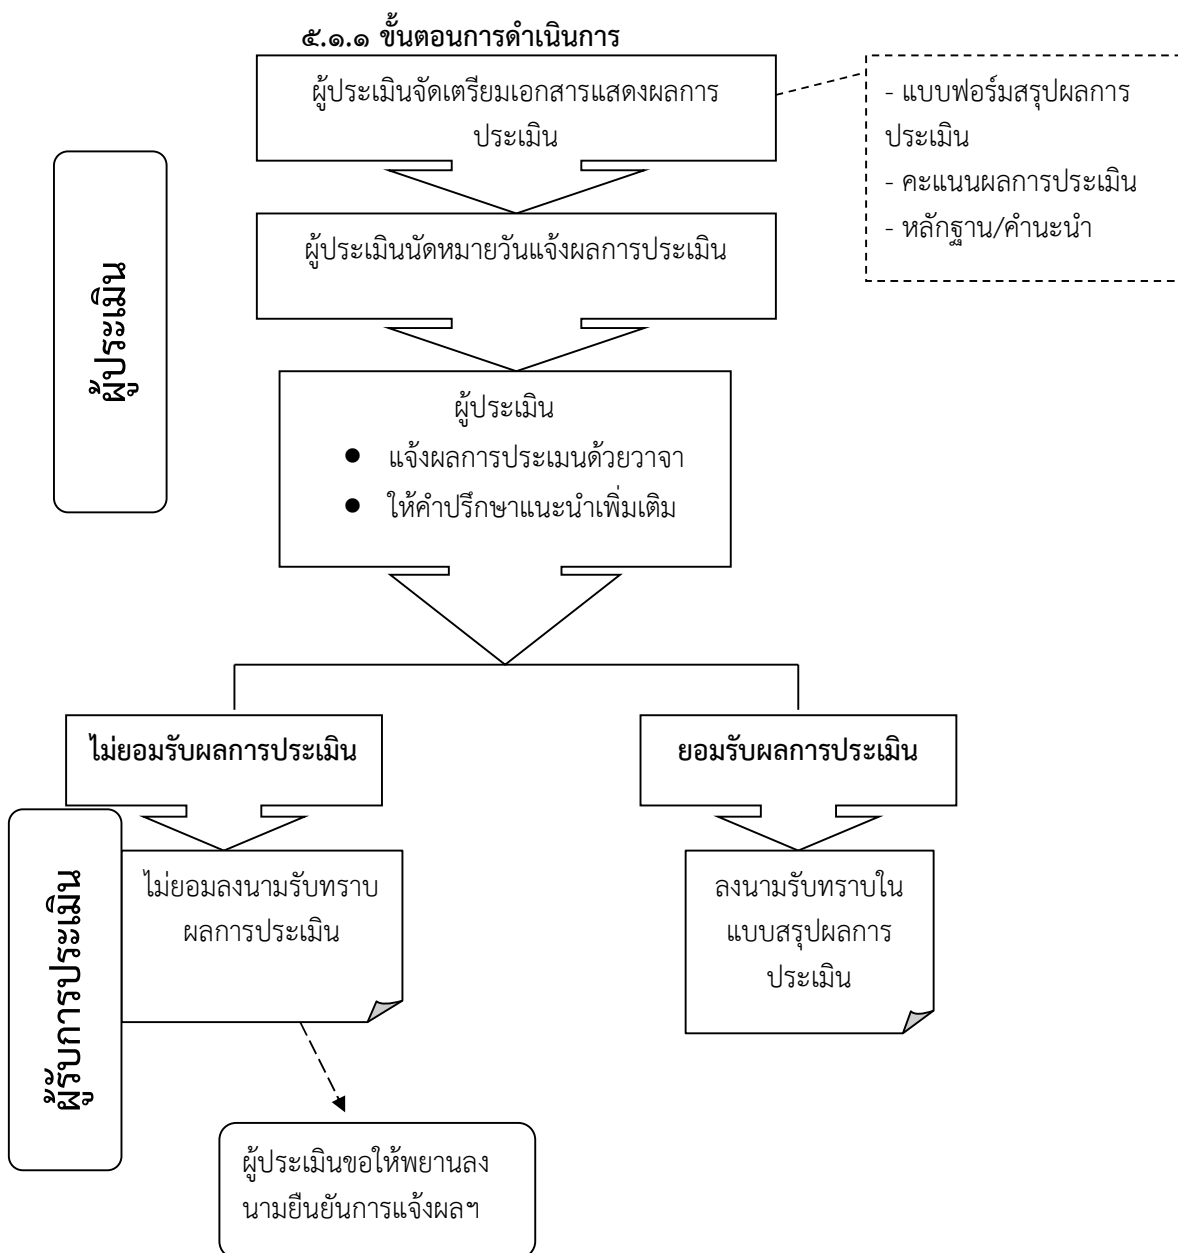 ๕.๑.๑ ขั้นตอนการดำเนินการ
ผู้ประเมินจัดเตรียมเอกสารแสดงผลการ
ประเมิน
- แบบฟอร์มสรุปผลการ
ประเมิน
- คะแนนผลการประเมิน
- หลักฐาน/คำนะนำ
ผู้ประเมินนัดหมายวันแจ้งผลการประเมิน
ผู้ประเมิน
ผู้ประเมิน
● แจ้งผลการประเมนด้วยวาจา
● ให้คำปรึกษาแนะนำเพิ่มเติม
ไม่ยอมรับผลการประเมิน
ยอมรับผลการประเมิน
ผู้รับการประเมิน
ไม่ยอมลงนามรับทราบ
ผลการประเมิน
ลงนามรับทราบใน
แบบสรุปผลการ
ประเมิน
ผู้ประเมินขอให้พยานลง
นามยืนยันการแจ้งผลฯ